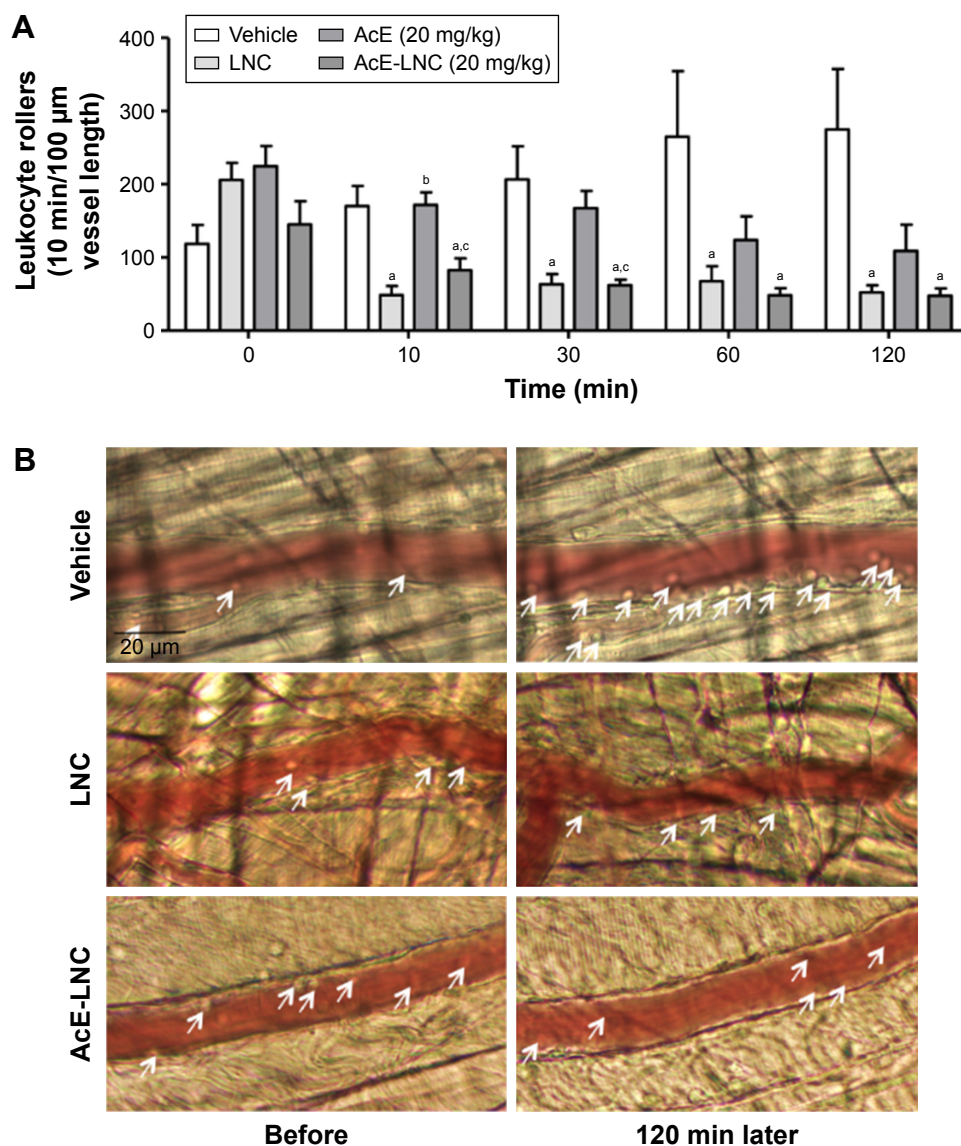 A
Vehicle
AcE (20 mg/kg)
LNC
AcE-LNC (20 mg/kg)
Leukocyte rollers
(10 min/100 µm
vessel length)
400
300
200
100
0
a
b
a,c
a
a,c
a
a
a
a
0
10
30
60
120
Time (min)
B
Vehicle
20 µm
LNC
AcE-LNC
Before
120 min later